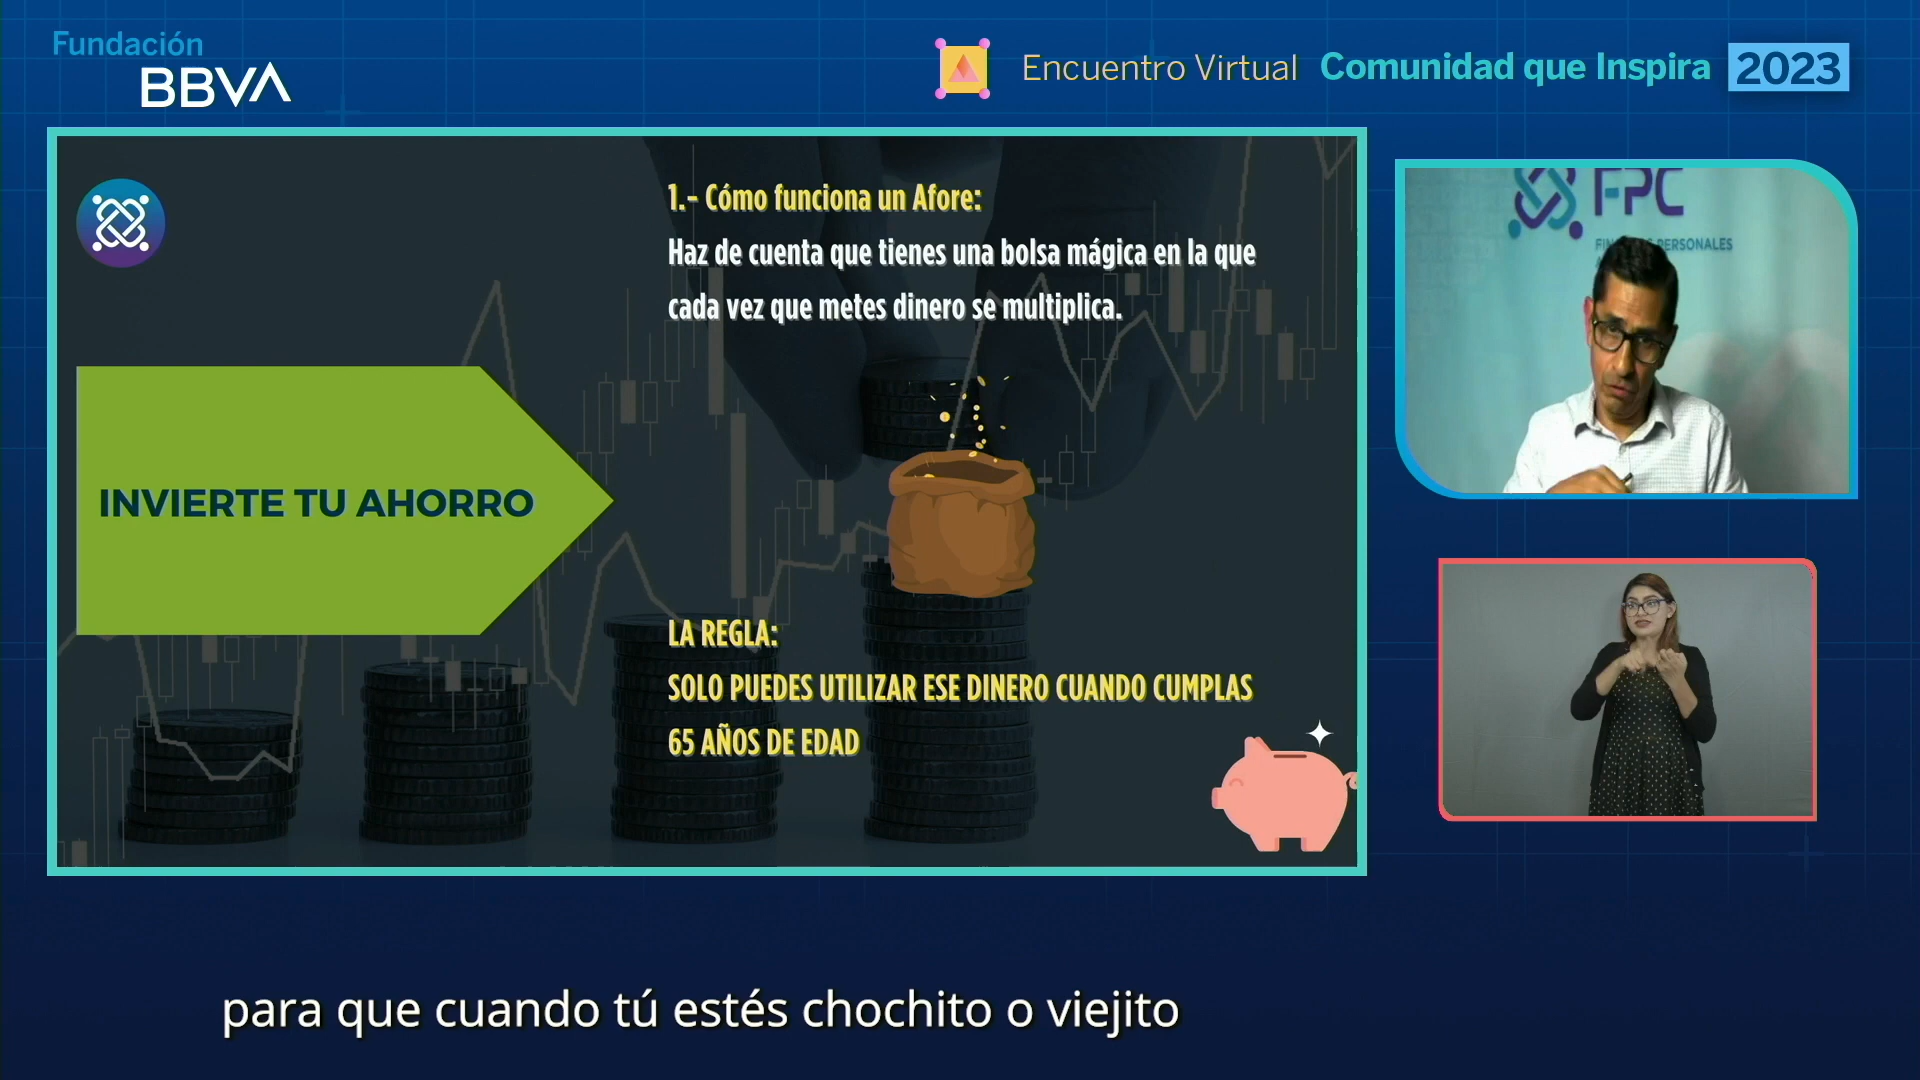 Fundación
BBVA
Encuentro Virtual Comunidad que Inspira 2023
1.- Cómo funciona un Afore:
Haz de cuenta que tienes una bolsa mágica en la que
cada vez que metes dinero se multiplica.
INVIERTE TU AHORRO
LA REGLA:
SOLO PUEDES UTILIZAR ESE DINERO CUANDO CUMPLAS
65 AÑOS DE EDAD
FPC
PERSONALES
para que cuando tú estés chochito o viejito